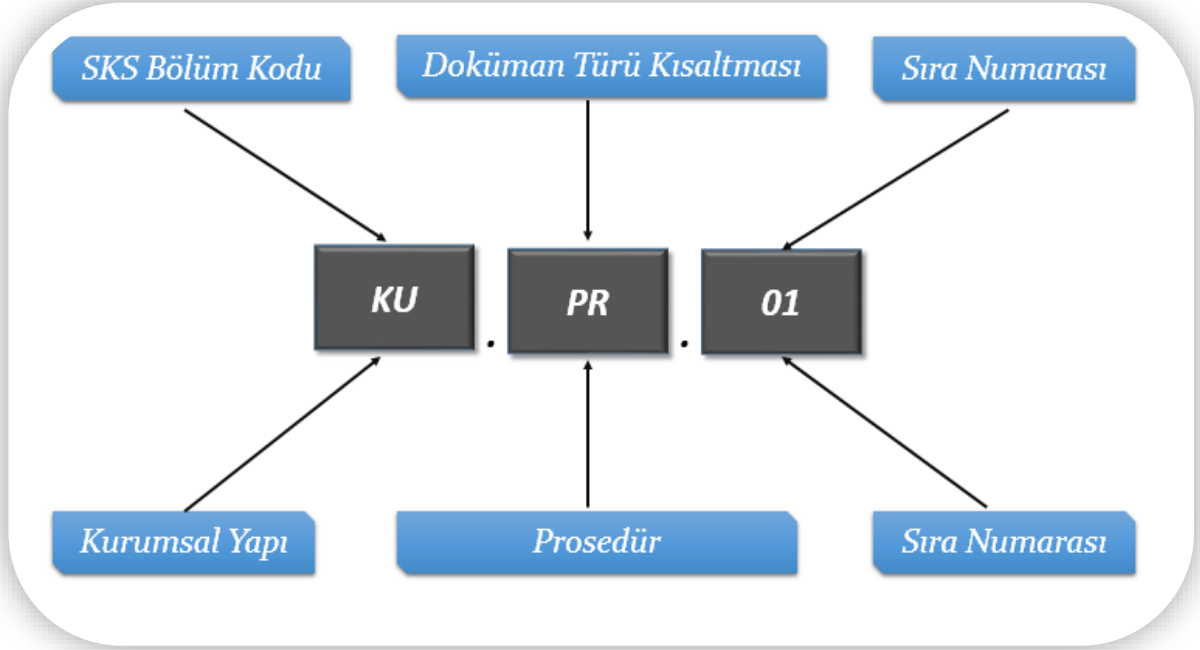 SKS Bölüm Kodu
Doküman Türü Kısaltması
Sıra Numarası
KU . PR . 01
Kurumsal Yapı
Prosedür
Sıra Numarası